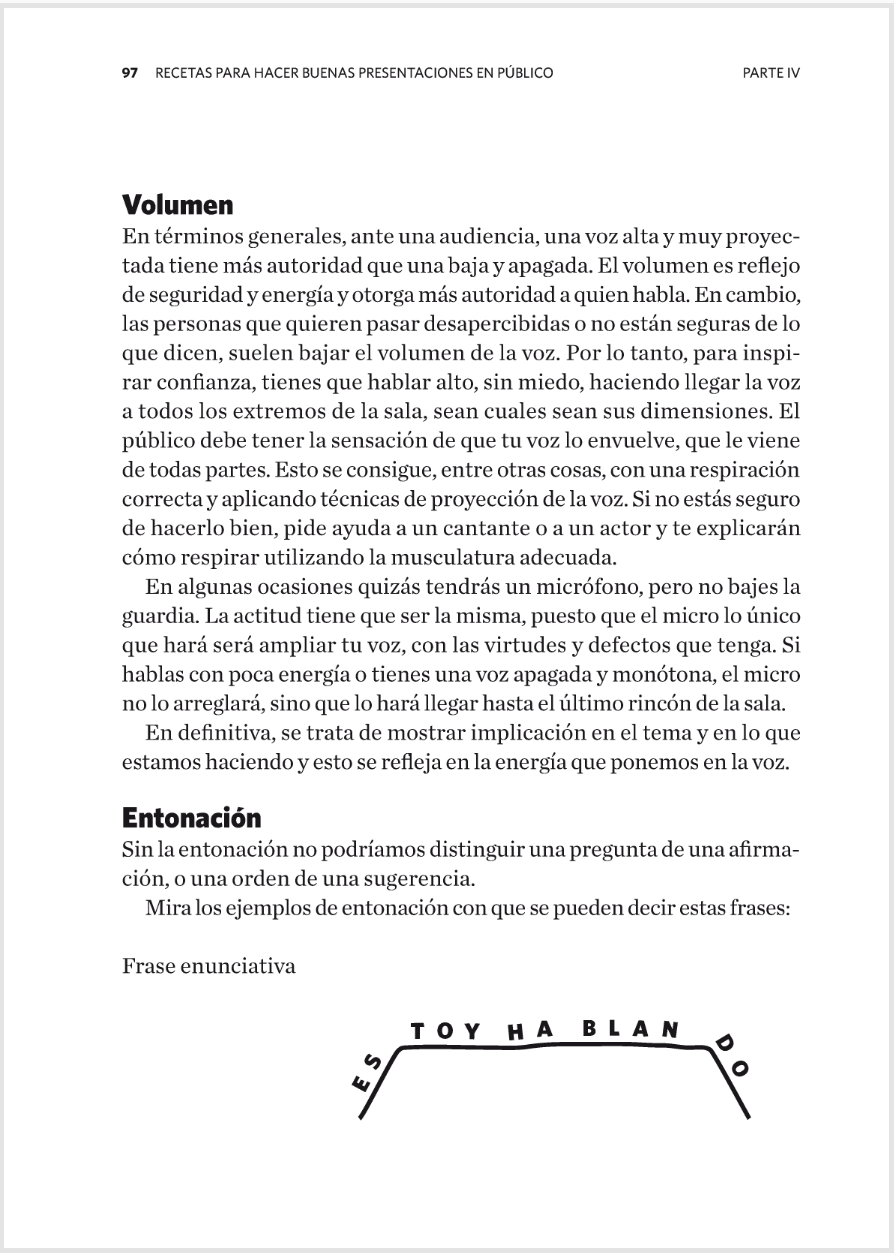 97 RECETAS PARA HACER BUENAS PRESENTACIONES EN PÚBLICO PARTE IV
Volumen
En términos generales, ante una audiencia, una voz alta y muy proyec-
tada tiene más autoridad que una baja y apagada. El volumen es reflejo
de seguridad y energía y otorga más autoridad a quien habla. En cambio,
las personas que quieren pasar desapercibidas o no están seguras de lo
que dicen, suelen bajar el volumen de la voz. Por lo tanto, para inspi-
rar confianza, tienes que hablar alto, sin miedo, haciendo llegar la voz
a todos los extremos de la sala, sean cuales sean sus dimensiones. El
público debe tener la sensación de que tu voz lo envuelve, que le viene
de todas partes. Esto se consigue, entre otras cosas, con una respiración
correcta y aplicando técnicas de proyección de la voz. Si no estás seguro
de hacerlo bien, pide ayuda a un cantante o a un actor y te explicarán
cómo respirar utilizando la musculatura adecuada.
En algunas ocasiones quizás tendrás un micrófono, pero no bajes la
guardia. La actitud tiene que ser la misma, puesto que el micro lo único
que hará será ampliar tu voz, con las virtudes y defectos que tenga. Si
hablas con poca energía o tienes una voz apagada y monótona, el micro
no lo arreglará, sino que lo hará llegar hasta el último rincón de la sala.
En definitiva, se trata de mostrar implicación en el tema y en lo que
estamos haciendo y esto se refleja en la energía que ponemos en la voz.
Entonación
Sin la entonación no podríamos distinguir una pregunta de una afirma-
ción, o una orden de una sugerencia.
Mira los ejemplos de entonación con que se pueden decir estas frases:
Frase enunciativa
ES TOY HA BLAN DO